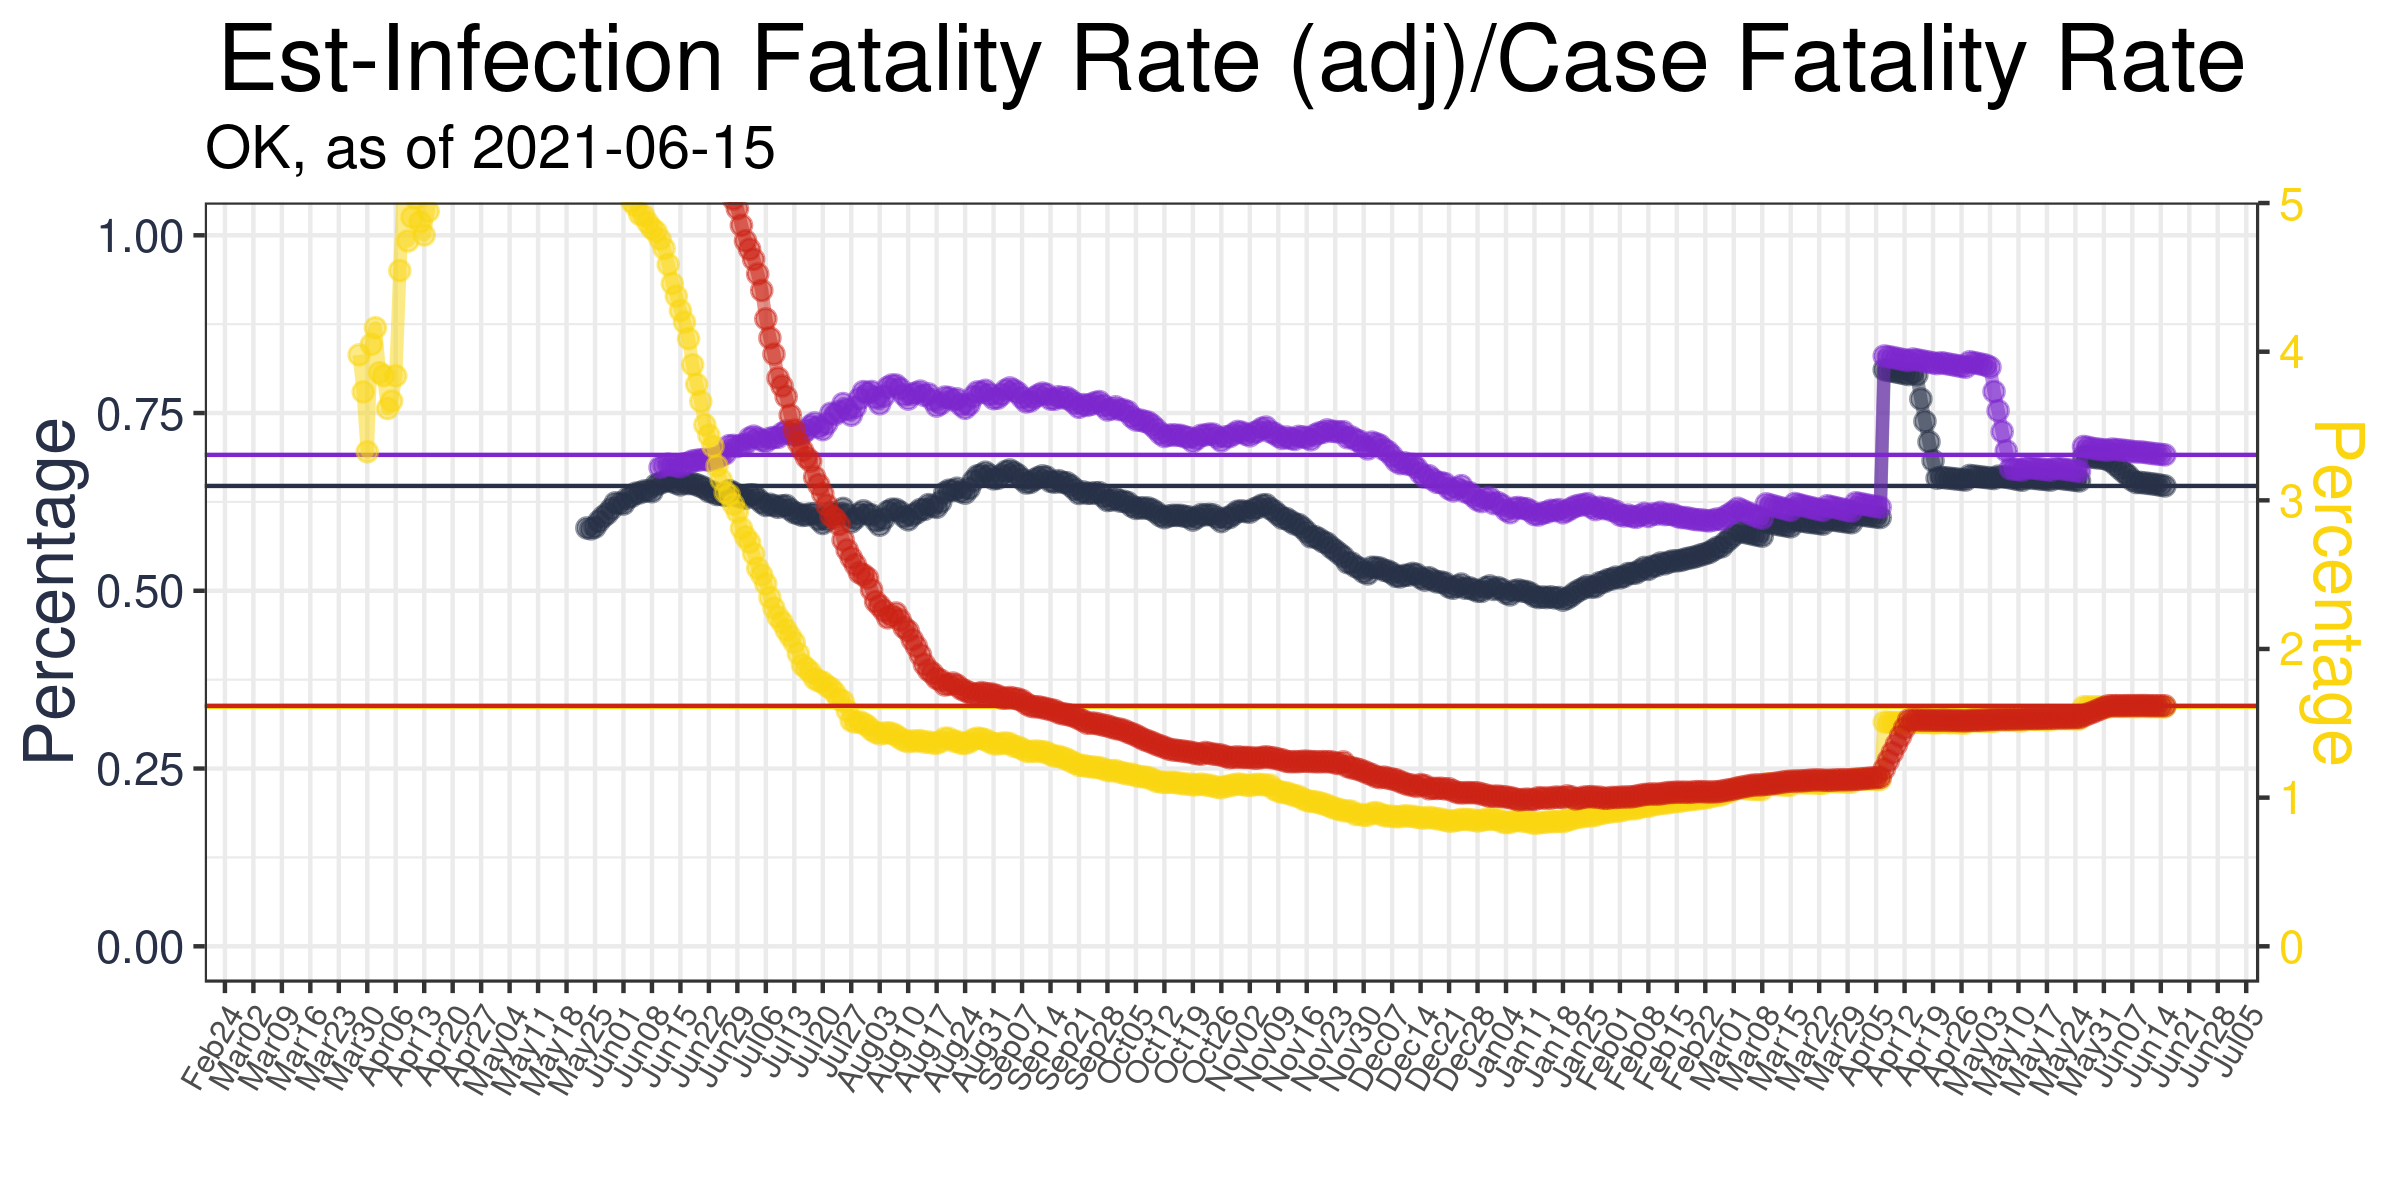 Est-Infection Fatality Rate (adj)/Case Fatality Rate
OK, as of 2021-06-15
Percentage
1.00
0.75
0.50
0.25
0.00
5
4
3
2
1
0
Percentage
Feb24
Mar02
Mar09
Mar16
Mar23
Mar30
Apr06
Apr13
Apr20
Apr27
May04
May11
May18
May25
Jun01
Jun08
Jun15
Jun22
Jun29
Jul06
Jul13
Jul20
Jul27
Aug03
Aug10
Aug17
Aug24
Aug31
Sep07
Sep14
Sep21
Sep28
Oct05
Oct12
Oct19
Oct26
Nov02
Nov09
Nov16
Nov23
Nov30
Dec07
Dec14
Dec21
Dec28
Jan04
Jan11
Jan18
Jan25
Feb01
Feb08
Feb15
Feb22
Mar01
Mar08
Mar15
Mar22
Mar29
Apr05
Apr12
Apr19
Apr26
May03
May10
May17
May24
May31
Jun07
Jun14
Jun21
Jun28
Jul05